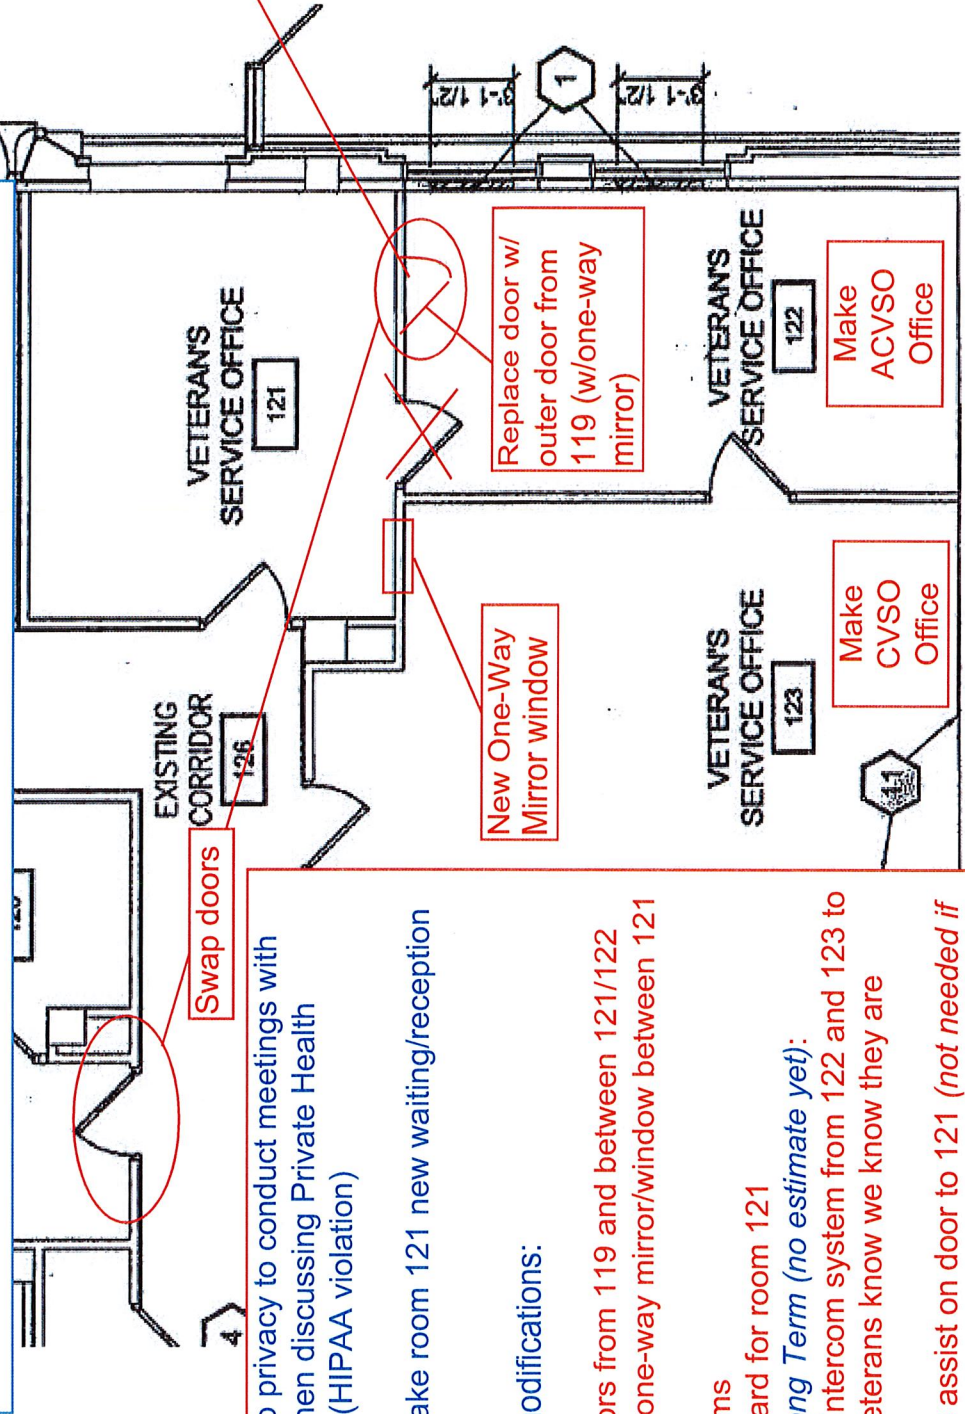 VETERAN'S
SERVICE OFFICE
121
3'-1 1/2"
1
3'-1 1/2"
EXISTING
CORRIDOR
126
Swap doors
Replace door w/
outer door from
119 (w/one-way
mirror)
New One-Way
Mirror window
VETERAN'S
SERVICE OFFICE
122
Make
ACVSO
Office
VETERAN'S
SERVICE OFFICE
123
Make
CVSO
Office
11
4
privacy to conduct meetings with
hen discussing Private Health
(HIPAA violation)
ake room 121 new waiting/reception
odifications:
ors from 119 and between 121/122
one-way mirror/window between 121
ms
ard for room 121
ng Term (no estimate yet):
ntercom system from 122 and 123 to
eterans know we know they are
assist on door to 121 (not needed if